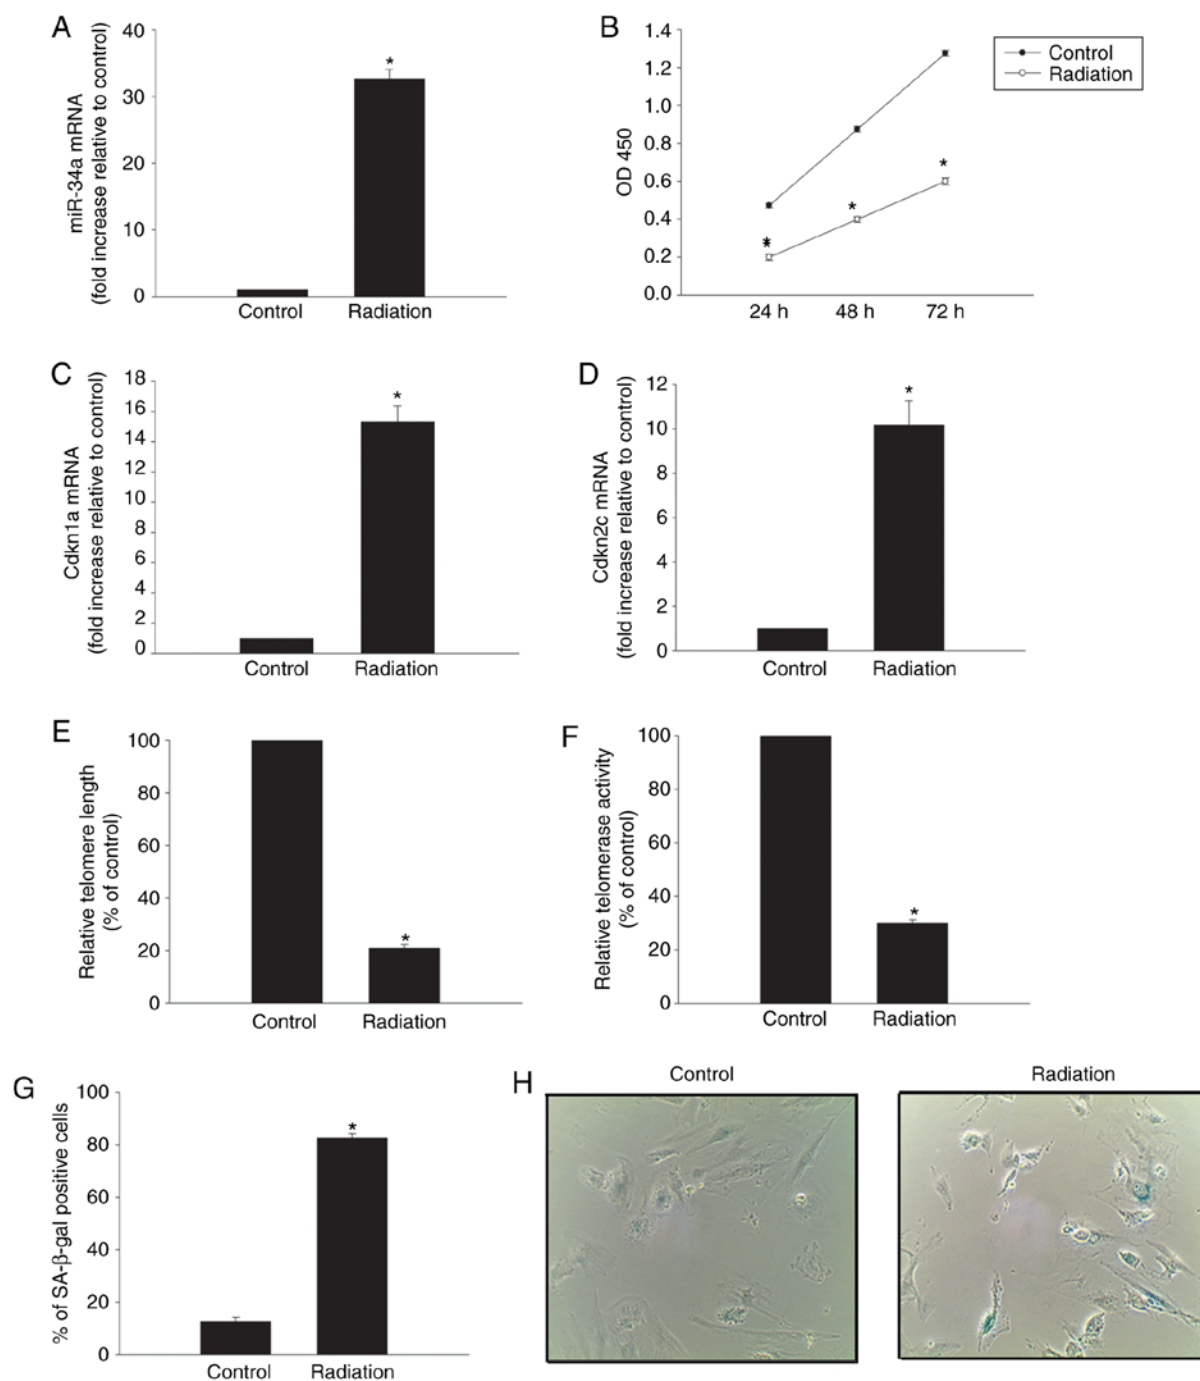 A
miR-34a mRNA
(fold increase relative to control)
40
30
20
10
0
*
Control Radiation
B
OD 450
1.4
1.2
1.0
0.8
0.6
0.4
0.2
0.0
*
*
*
*
24 h 48 h 72 h
Control
Radiation
C
Cdkn1a mRNA
(fold increase relative to control)
18
16
14
12
10
8
6
4
2
0
*
Control Radiation
D
Cdkn2c mRNA
(fold increase relative to control)
12
10
8
6
4
2
0
*
Control Radiation
E
Relative telomere length
(% of control)
100
80
60
40
20
0
*
Control Radiation
F
Relative telomerase activity
(% of control)
100
80
60
40
20
0
*
Control Radiation
G
% of SA-β-gal positive cells
100
80
60
40
20
0
*
Control Radiation
H
Control
Radiation